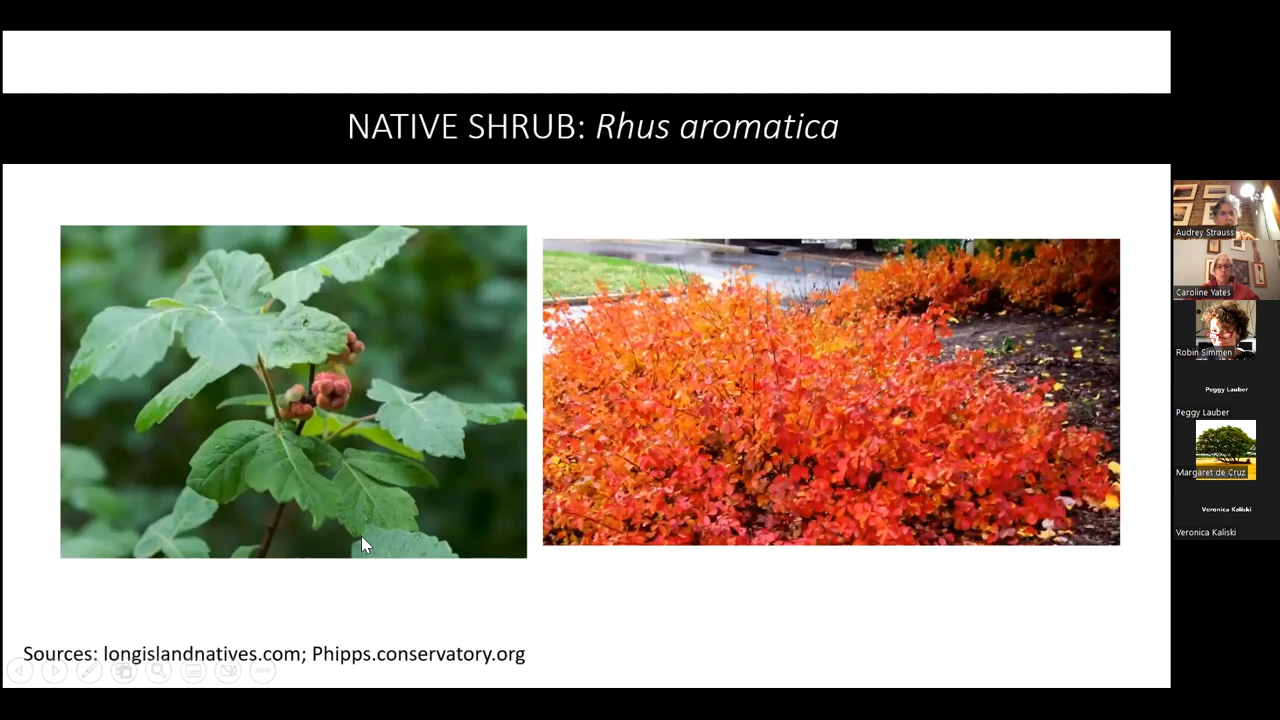 NATIVE SHRUB: Rhus aromatica
Sources: longislandnatives.com; Phipps.conservatory.org
Audrey Strauss
Caroline Yates
Robin Simmen
Peggy Lauber
Peggy Lauber
Margaret de Cruz
Veronica Kaliski
Veronica Kaliski